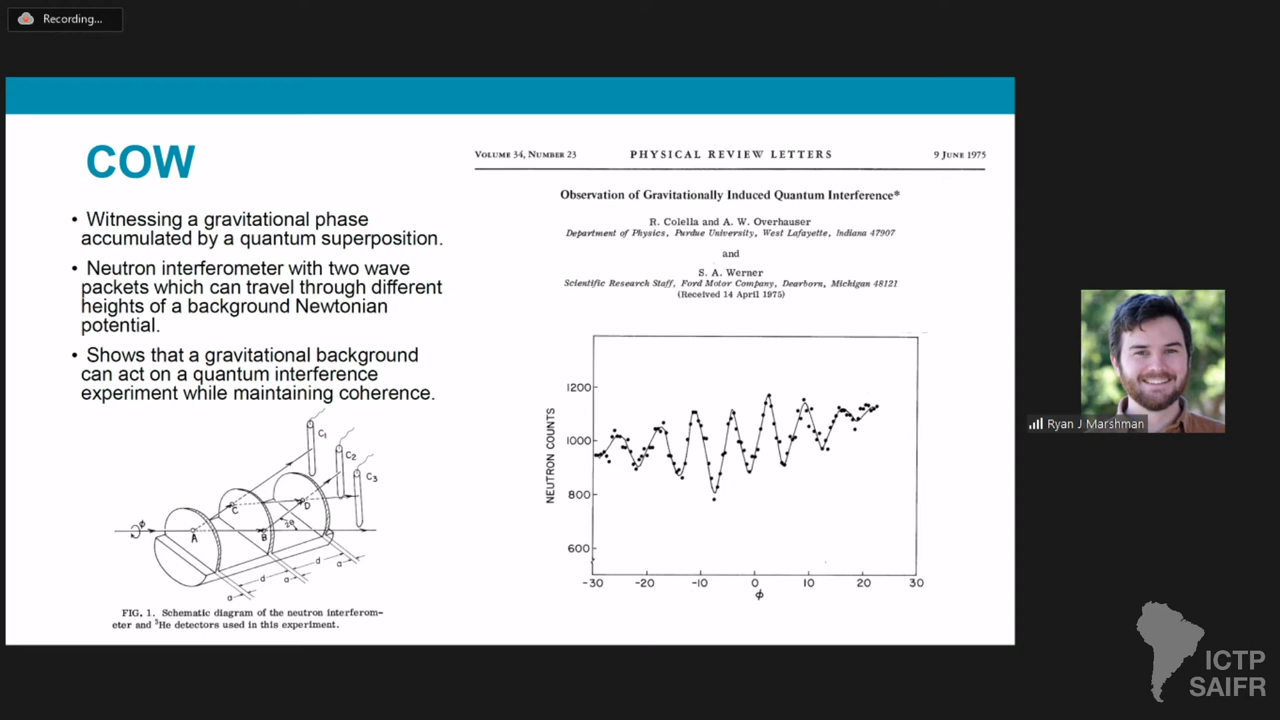 Recording...
COW
• Witnessing a gravitational phase
accumulated by a quantum superposition.
• Neutron interferometer with two wave
packets which can travel through different
heights of a background Newtonian
potential.
• Shows that a gravitational background
can act on a quantum interference
experiment while maintaining coherence.
C₁
C₂
C₃
C
D
ϕ
A
B
2θ
d
a
d
a
a
FIG. 1. Schematic diagram of the neutron interferom-
eter and ³He detectors used in this experiment.
VOLUME 34, NUMBER 23 PHYSICAL REVIEW LETTERS 9 JUNE 1975
Observation of Gravitationally Induced Quantum Interference*
R. Colella and A. W. Overhauser
Department of Physics, Purdue University, West Lafayette, Indiana 47907
and
S. A. Werner
Scientific Research Staff, Ford Motor Company, Dearborn, Michigan 48121
(Received 14 April 1975)
NEUTRON COUNTS
1200
1000
800
600
-30 -20 -10 0 10 20 30
ϕ
Ryan J Marshman
ICTP
SAIFR